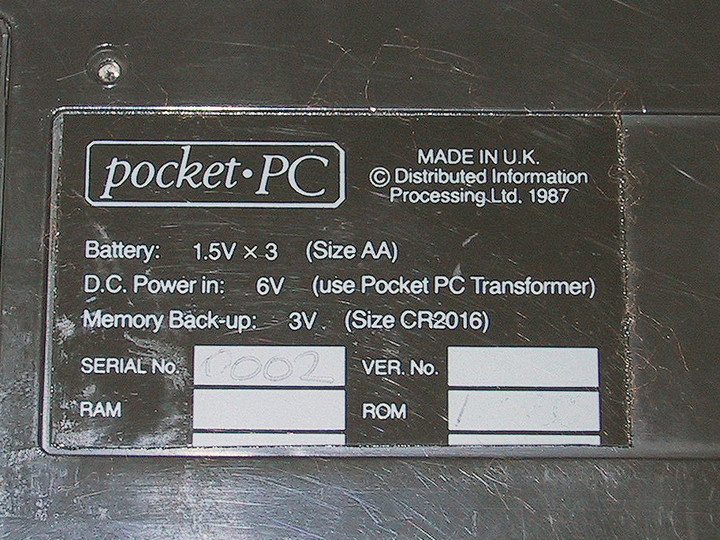 pocket•PC
MADE IN U.K.
© Distributed Information
Processing Ltd. 1987
Battery: 1.5V × 3 (Size AA)
D.C. Power in: 6V (use Pocket PC Transformer)
Memory Back-up: 3V (Size CR2016)
SERIAL No. 0002 VER. No.
RAM ROM